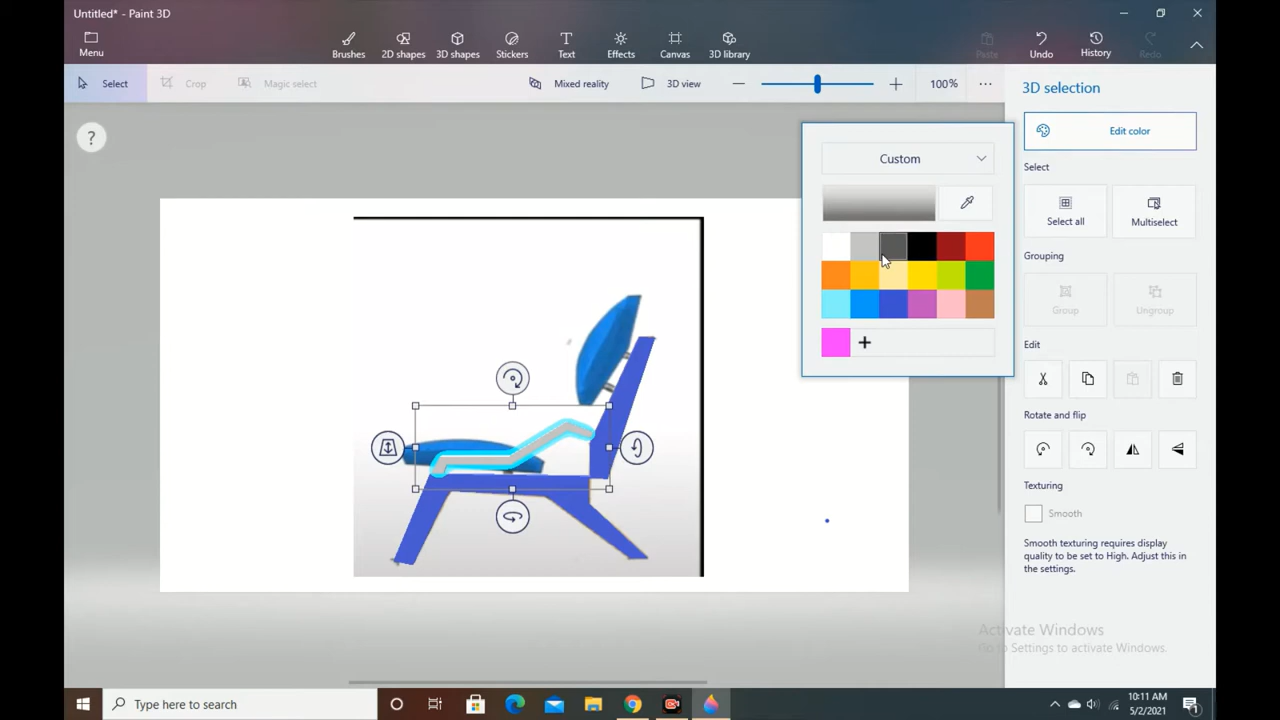 Untitled* - Paint 3D
Menu
Brushes
2D shapes
3D shapes
Stickers
Text
Effects
Canvas
3D library
Paste
Undo
History
Redo
Select
Crop
Magic select
Mixed reality
3D view
100%
3D selection
?
Custom
Edit color
Select
Select all
Multiselect
Grouping
Group
Ungroup
Edit
Rotate and flip
Texturing
Smooth
Smooth texturing requires display
quality to be set to High. Adjust this in
the settings.
Activate Windows
Go to Settings to activate Windows.
Type here to search
10:11 AM
5/2/2021
1